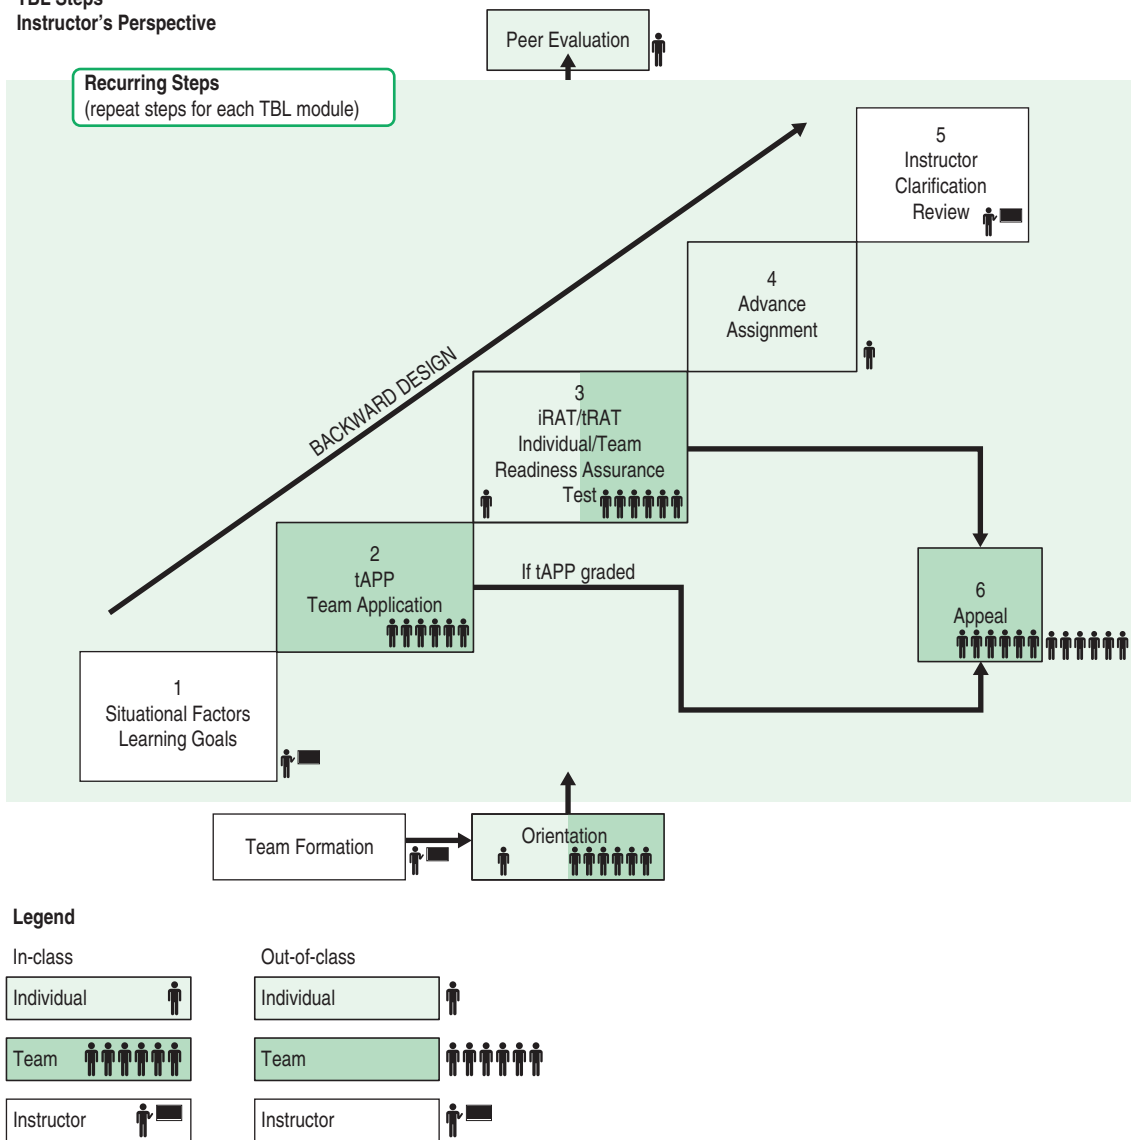 TBL Steps
Instructor's Perspective
Peer Evaluation
Recurring Steps
(repeat steps for each TBL module)
5
Instructor
Clarification
Review
4
Advance
Assignment
BACKWARD DESIGN
3
iRAT/tRAT
Individual/Team
Readiness Assurance
Test
2
tAPP
Team Application
If tAPP graded
6
Appeal
1
Situational Factors
Learning Goals
Team Formation
Orientation
Legend
In-class
Out-of-class
Individual
Individual
Team
Team
Instructor
Instructor